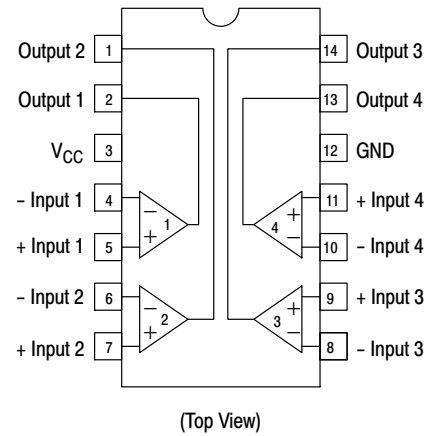 Output 2 1 14 Output 3
Output 1 2 13 Output 4
VCC 3 12 GND
– Input 1 4 11 + Input 4
– 1 + 4
+ Input 1 5 + – 10 – Input 4
– Input 2 6 9 + Input 3
– 2 + 3
+ Input 2 7 + – 8 – Input 3
(Top View)